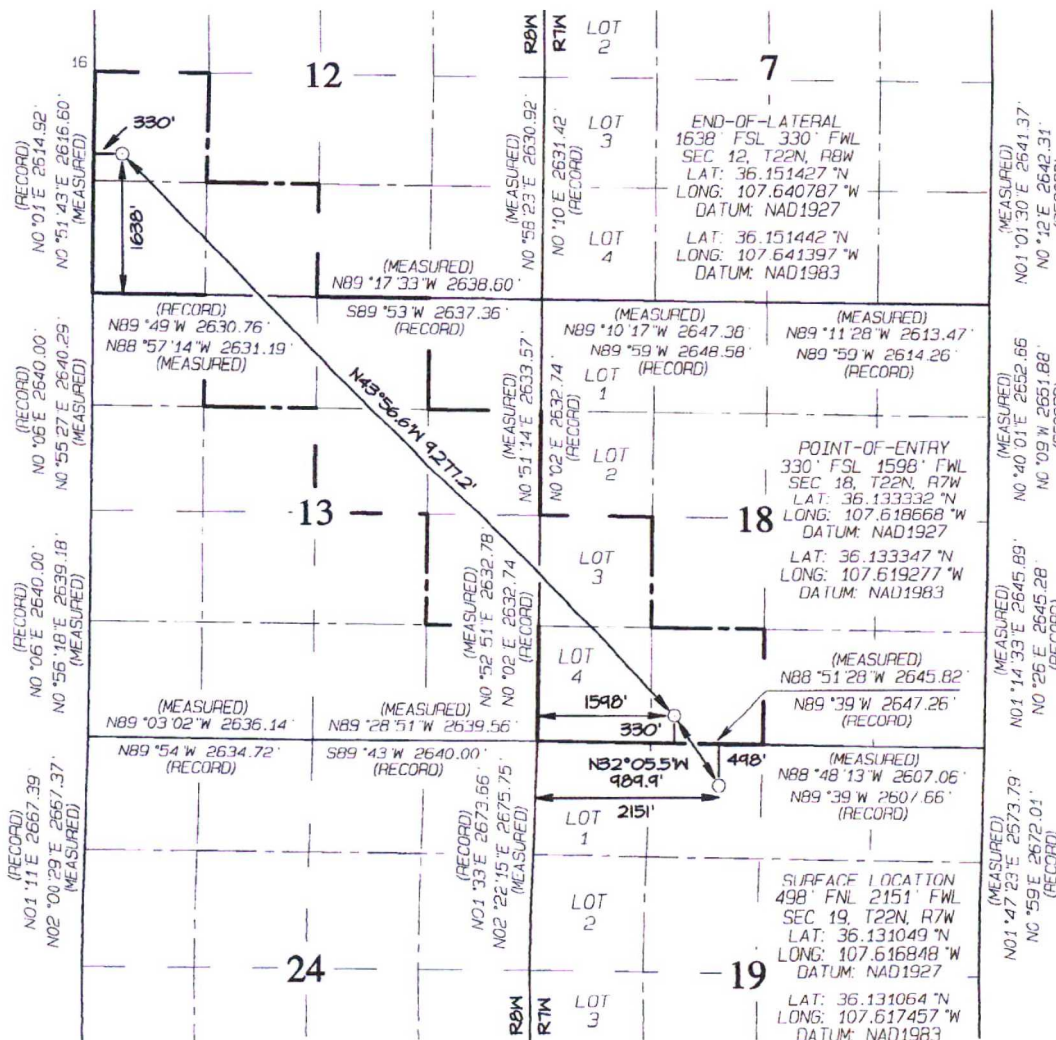 R8W R7W
LOT
2
12
7
16
330'
1638'
(RECORD)
N0 °01'E 2614.92'
N0 °51'43"E 2616.60'
(MEASURED)
(MEASURED)
N0 °58'23"E 2630.92'
N0 °10'E 2631.42'
(RECORD)
LOT
3
LOT
4
END-OF-LATERAL
1638' FSL 330' FWL
SEC 12, T22N, R8W
LAT: 36.151427 °N
LONG: 107.640787 °W
DATUM: NAD1927
LAT: 36.151442 °N
LONG: 107.641397 °W
DATUM: NAD1983
(MEASURED)
N01 °01'30"E 2641.37'
N0 °12'E 2642.31'
(MEASURED)
N89 °17'33"W 2638.60'
S89 °53'W 2637.36'
(RECORD)
(RECORD)
N89 °49'W 2630.76'
N88 °57'14"W 2631.19'
(MEASURED)
(MEASURED)
N89 °10'17"W 2647.38'
N89 °59'W 2648.58'
(RECORD)
(MEASURED)
N89 °11'28"W 2613.47'
N89 °59'W 2614.26'
(RECORD)
(RECORD)
N0 °06'E 2640.00'
N0 °55'27"E 2640.29'
(MEASURED)
N43°56.6'W 9,277.2'
(MEASURED)
N0 °51'14"E 2633.57'
N0 °02'E 2632.74'
(RECORD)
LOT
1
LOT
2
(MEASURED)
N0 °40'01"E 2652.66'
N0 °09'W 2651.88'
POINT-OF-ENTRY
330' FSL 1598' FWL
SEC 18, T22N, R7W
LAT: 36.133332 °N
LONG: 107.618668 °W
DATUM: NAD1927
LAT: 36.133347 °N
LONG: 107.619277 °W
DATUM: NAD1983
13
18
(RECORD)
N0 °06'E 2640.00'
N0 °56'18"E 2639.18'
(MEASURED)
(MEASURED)
N0 °52'51"E 2632.78'
N0 °02'E 2632.74'
(RECORD)
LOT
3
LOT
4
(MEASURED)
N01 °14'33"E 2645.89'
N0 °26'E 2645.28'
(RECORD)
(MEASURED)
N88 °51'28"W 2645.82'
N89 °39'W 2647.26'
(RECORD)
1598'
330'
(MEASURED)
N89 °03'02"W 2636.14'
N89 °54'W 2634.72'
(RECORD)
(MEASURED)
N89 °28'51"W 2639.56'
S89 °43'W 2640.00'
(RECORD)
N32°05.5'W
989.9'
498'
2151'
(MEASURED)
N88 °48'13"W 2607.06'
N89 °39'W 2607.66'
(RECORD)
(RECORD)
N01 °11'E 2667.39'
N02 °00'29"E 2667.37'
(MEASURED)
(RECORD)
N01 °33'E 2673.66'
N02 °22'15"E 2675.75'
(MEASURED)
LOT
1
LOT
2
LOT
3
(MEASURED)
N01 °47'23"E 2673.79'
N0 °59'E 2672.01'
(RECORD)
SURFACE LOCATION
498' FNL 2151' FWL
SEC 19, T22N, R7W
LAT: 36.131049 °N
LONG: 107.616848 °W
DATUM: NAD1927
LAT: 36.131064 °N
LONG: 107.617457 °W
DATUM: NAD1983
24
19
R8W R7W